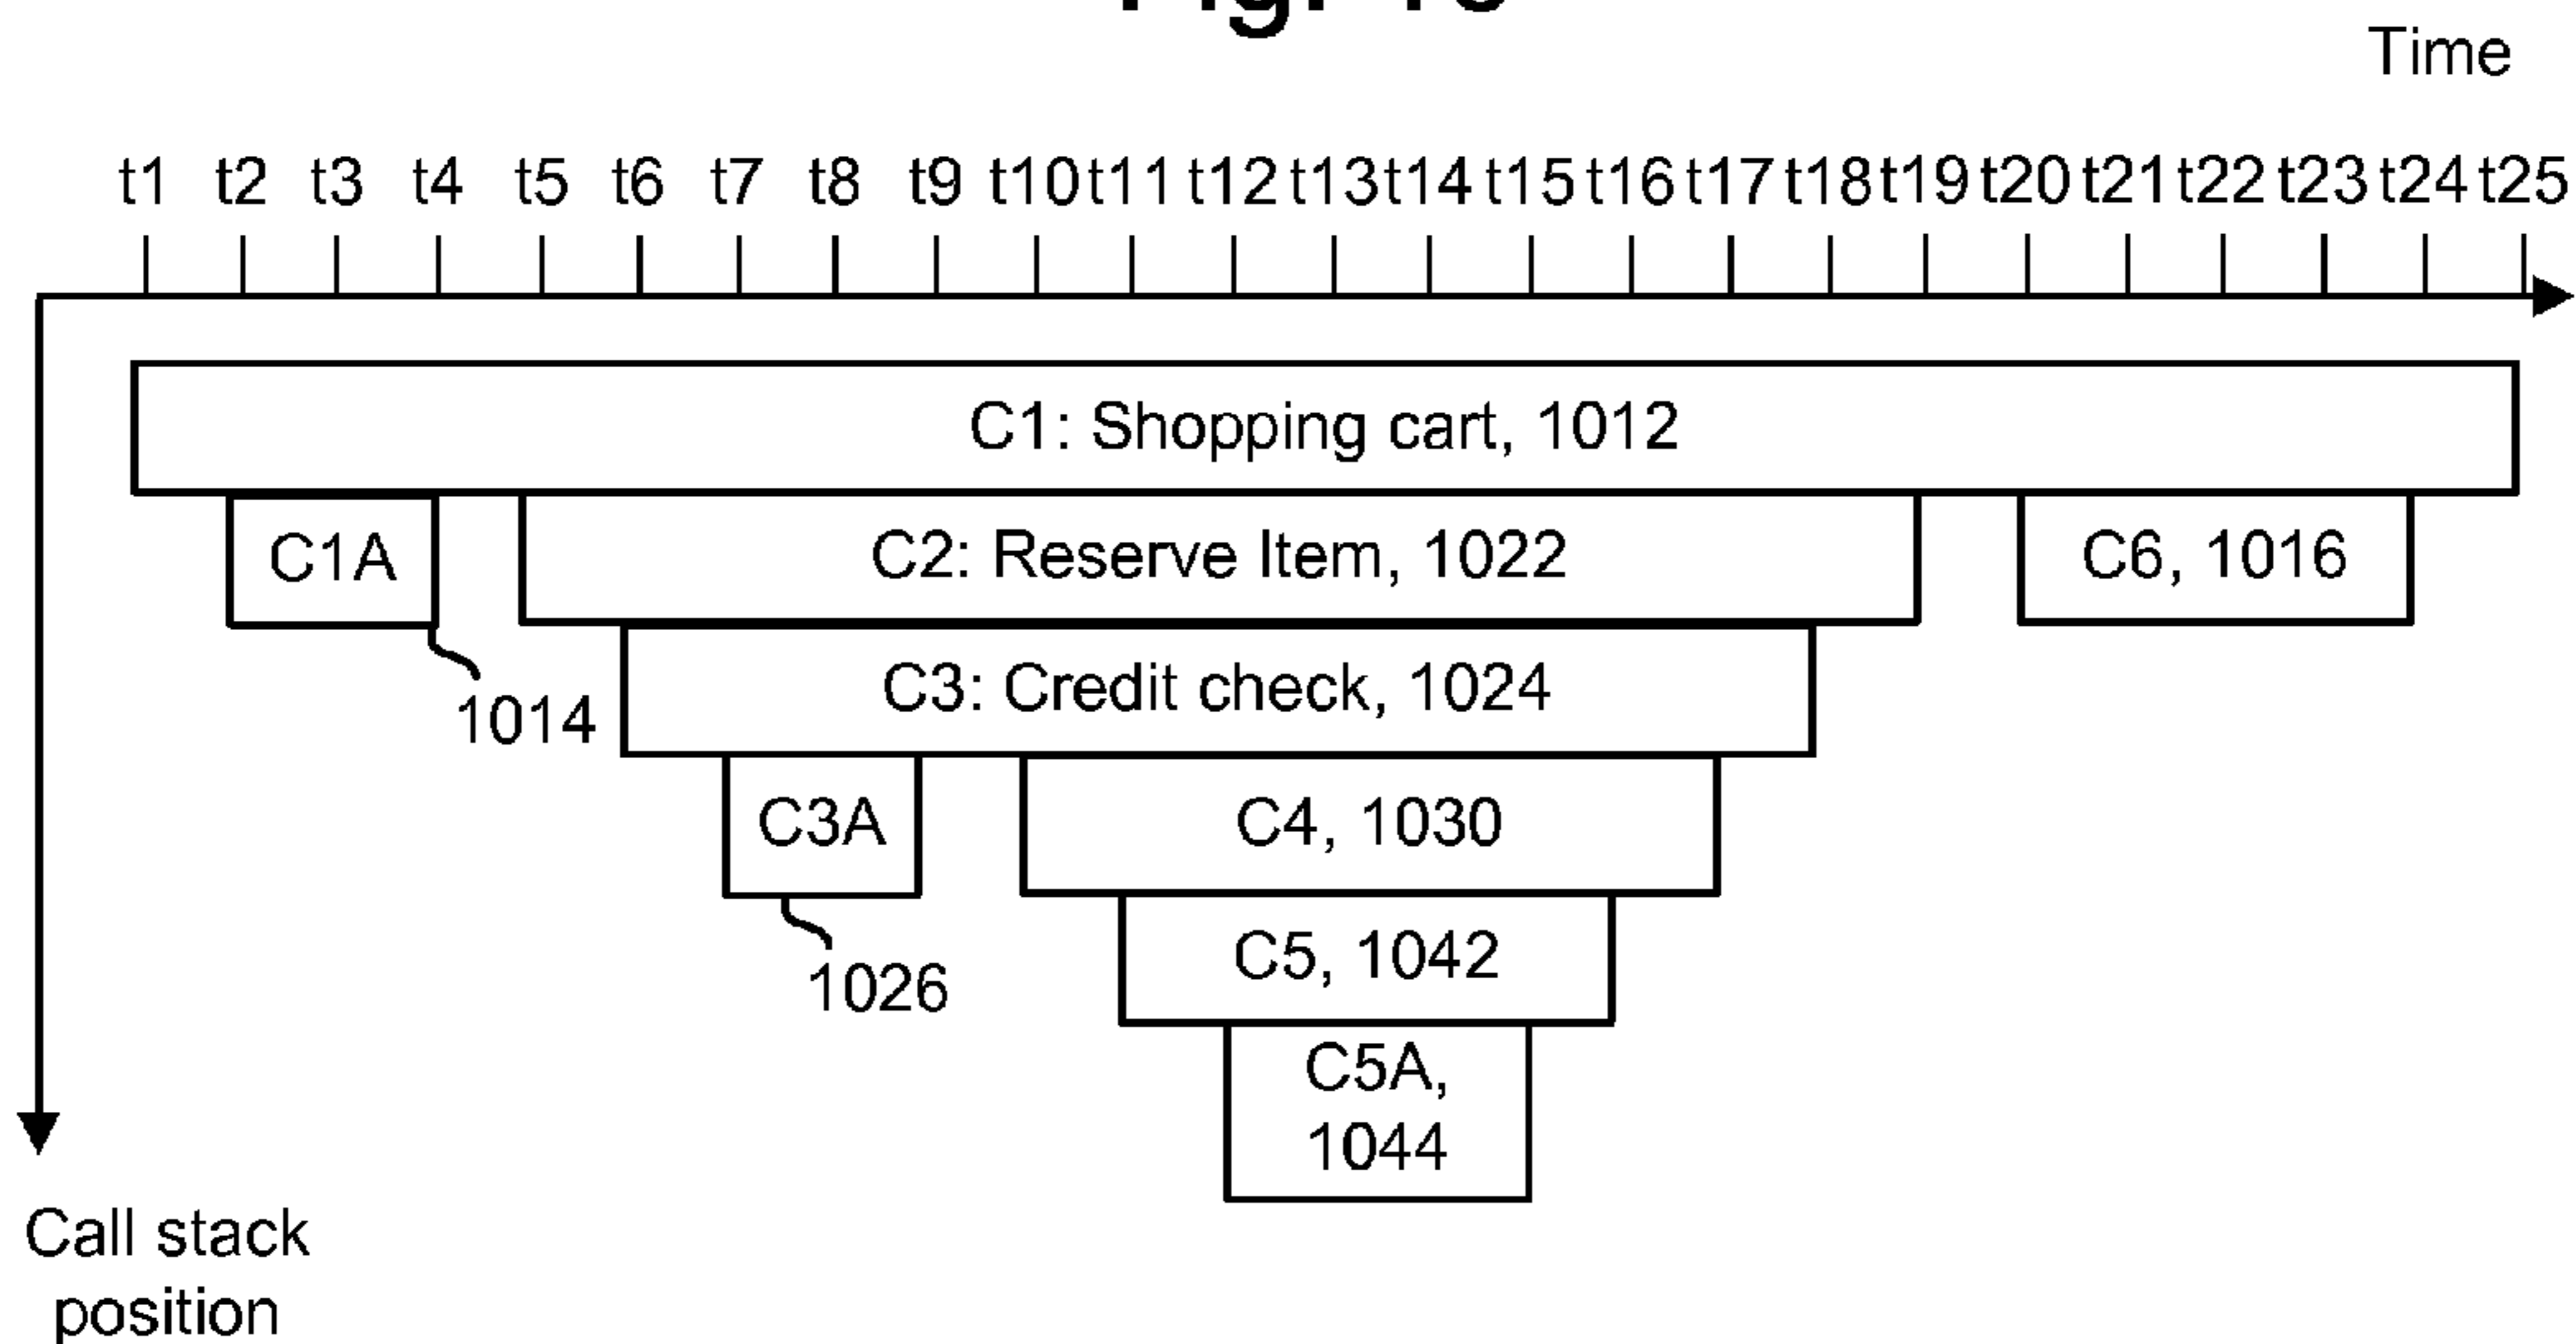 Time
t1 t2 t3 t4 t5 t6 t7 t8 t9 t10 t11 t12 t13 t14 t15 t16 t17 t18 t19 t20 t21 t22 t23 t24 t25
C1: Shopping cart, 1012
C1A
C2: Reserve Item, 1022
C6, 1016
1014
C3: Credit check, 1024
C3A
C4, 1030
1026
C5, 1042
C5A,
1044
Call stack
position